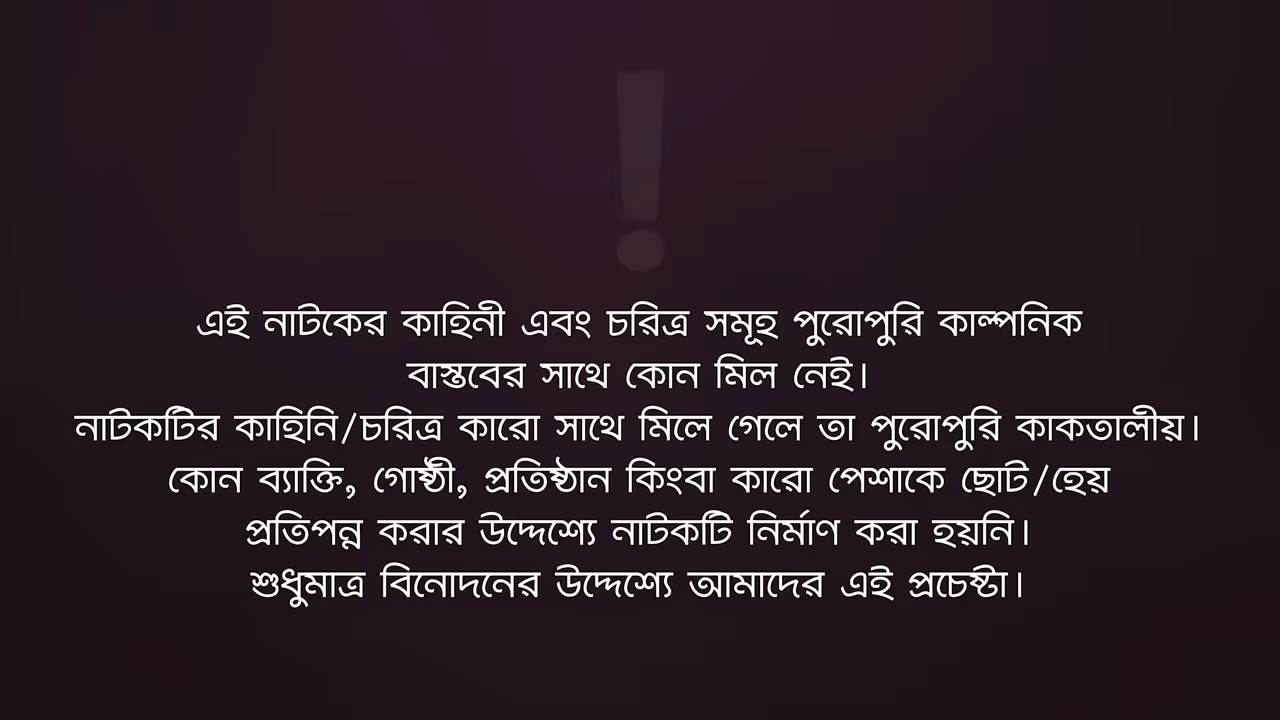 এই নাটকের কাহিনী এবং চরিত্র সমূহ পুরোপুরি কাল্পনিক
বাস্তবের সাথে কোন মিল নেই।
নাটকটির কাহিনি/চরিত্র কারো সাথে মিলে গেলে তা পুরোপুরি কাকতালীয়।
কোন ব্যাক্তি, গোষ্ঠী, প্রতিষ্ঠান কিংবা কারো পেশাকে ছোট/হেয়
প্রতিপন্ন করার উদ্দেশ্যে নাটকটি নির্মাণ করা হয়নি।
শুধুমাত্র বিনোদনের উদ্দেশ্যে আমাদের এই প্রচেষ্টা।